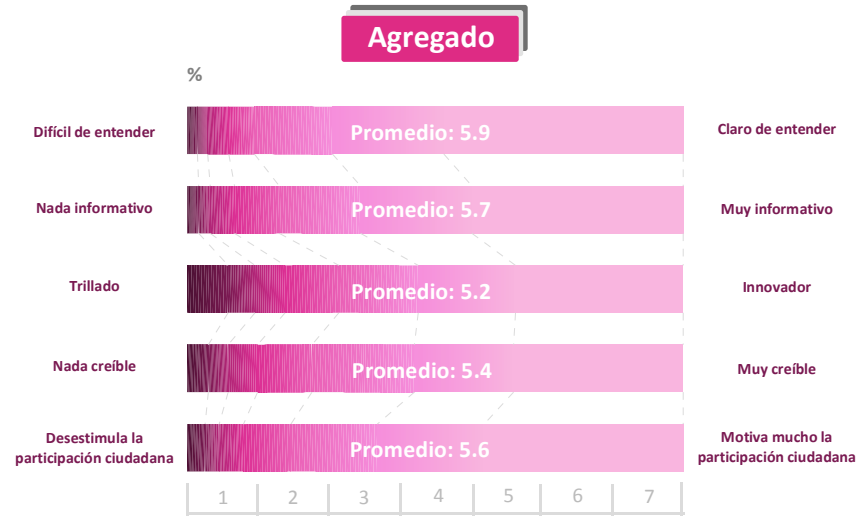 Agregado
%
Difícil de entender
Promedio: 5.9
Claro de entender
Nada informativo
Promedio: 5.7
Muy informativo
Trillado
Promedio: 5.2
Innovador
Nada creíble
Promedio: 5.4
Muy creíble
Desestimula la
participación ciudadana
Promedio: 5.6
Motiva mucho la
participación ciudadana
1 2 3 4 5 6 7